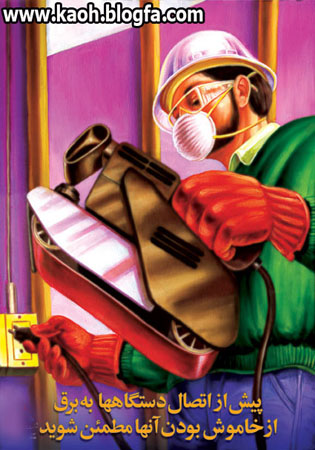 www.kaoh.blogfa.com
پیش از اتصال دستگاهها به برق
از خاموش بودن آنها مطمئن شوید